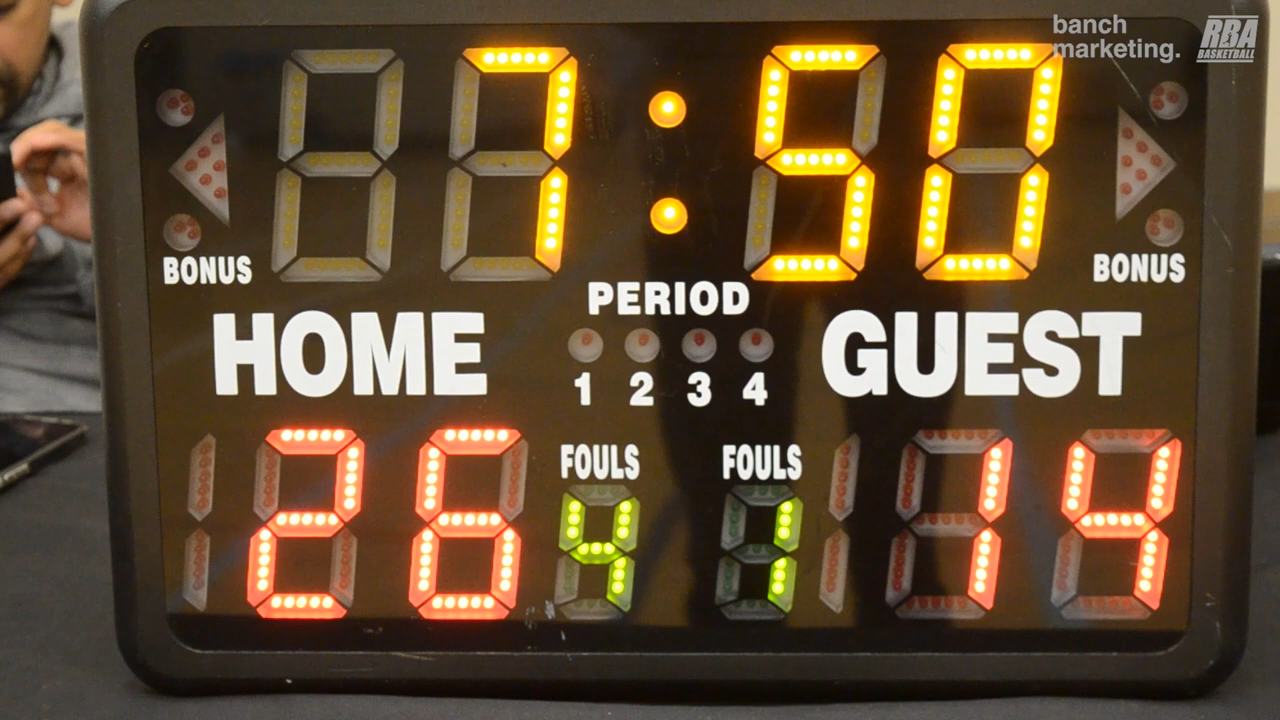 banch
marketing.
RBA
BASKETBALL
7:50
BONUS
BONUS
PERIOD
HOME
GUEST
1 2 3 4
FOULS
FOULS
26
4
1
14